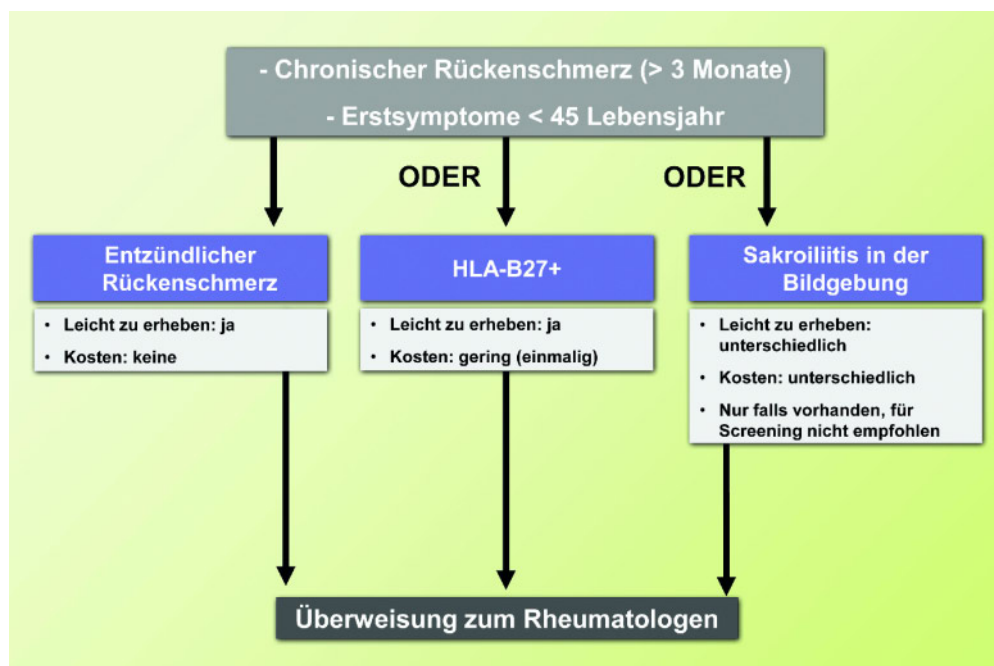 - Chronischer Rückenschmerz (> 3 Monate)
- Erstsymptome < 45 Lebensjahr
ODER
ODER
Entzündlicher
Rückenschmerz
• Leicht zu erheben: ja
• Kosten: keine
HLA-B27+
• Leicht zu erheben: ja
• Kosten: gering (einmalig)
Sakroiliitis in der
Bildgebung
• Leicht zu erheben:
unterschiedlich
• Kosten: unterschiedlich
• Nur falls vorhanden, für
Screening nicht empfohlen
Überweisung zum Rheumatologen